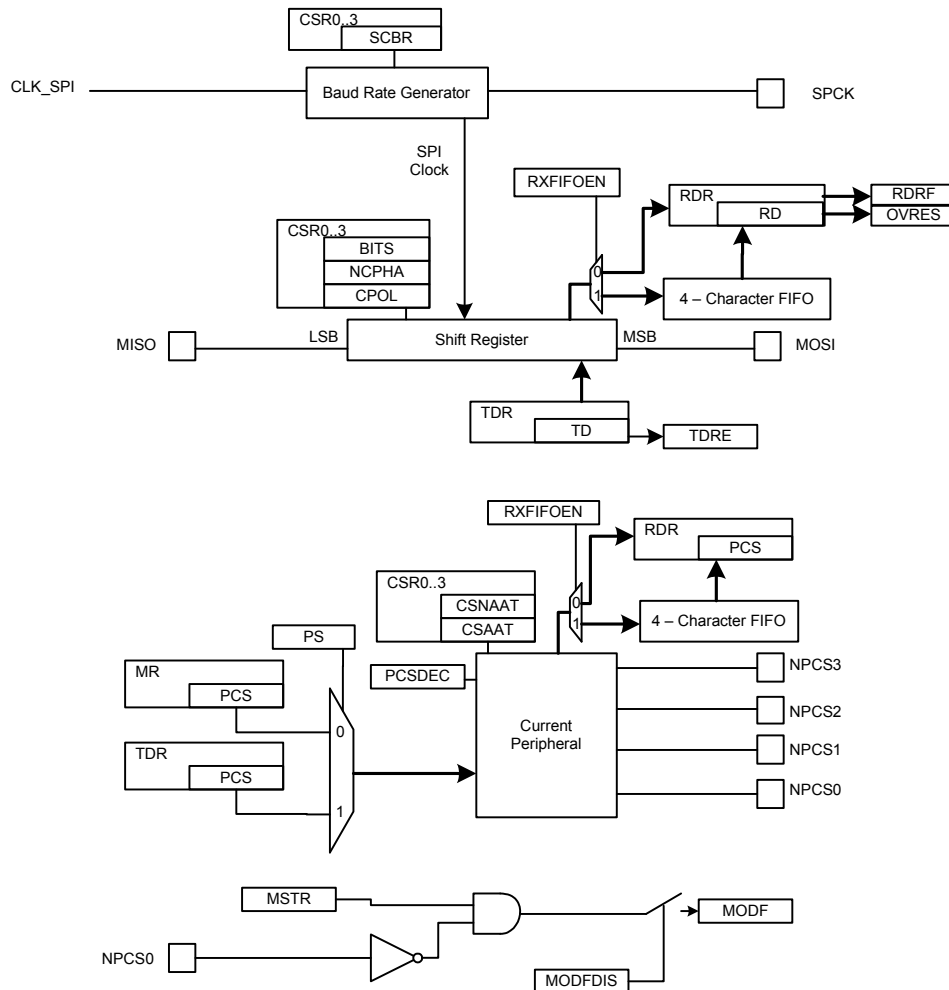 CSR0..3
SCBR
CLK_SPI
Baud Rate Generator
SPCK
SPI
Clock
RXFIFOEN
RDR
RD
RDRF
OVRES
CSR0..3
BITS
NCPHA
CPOL
0
1
4 – Character FIFO
MISO
LSB
Shift Register
MSB
MOSI
TDR
TD
TDRE
RXFIFOEN
RDR
PCS
CSR0..3
CSNAAT
CSAAT
0
1
4 – Character FIFO
PS
MR
PCS
PCSDEC
NPCS3
0
NPCS2
Current
Peripheral
TDR
PCS
NPCS1
1
NPCS0
MSTR
MODF
NPCS0
MODFDIS